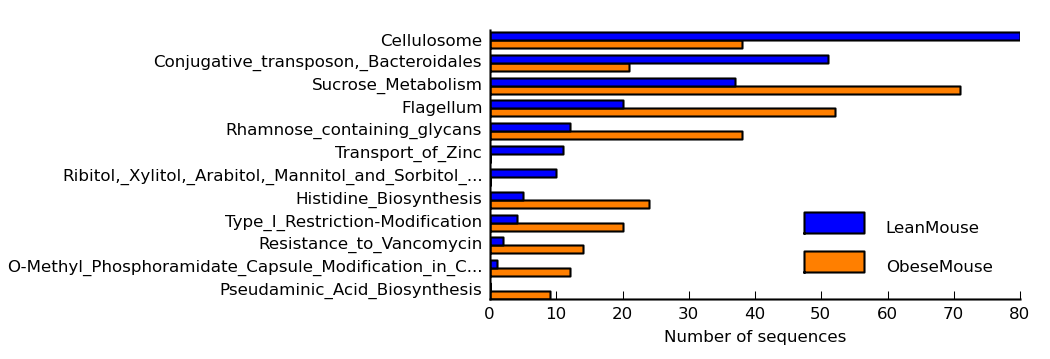 Cellulosome
Conjugative_transposon,_Bacteroidales
Sucrose_Metabolism
Flagellum
Rhamnose_containing_glycans
Transport_of_Zinc
Ribitol,_Xylitol,_Arabitol,_Mannitol_and_Sorbitol_...
Histidine_Biosynthesis
Type_I_Restriction-Modification
Resistance_to_Vancomycin
O-Methyl_Phosphoramidate_Capsule_Modification_in_C...
Pseudaminic_Acid_Biosynthesis
LeanMouse
ObeseMouse
0 10 20 30 40 50 60 70 80
Number of sequences